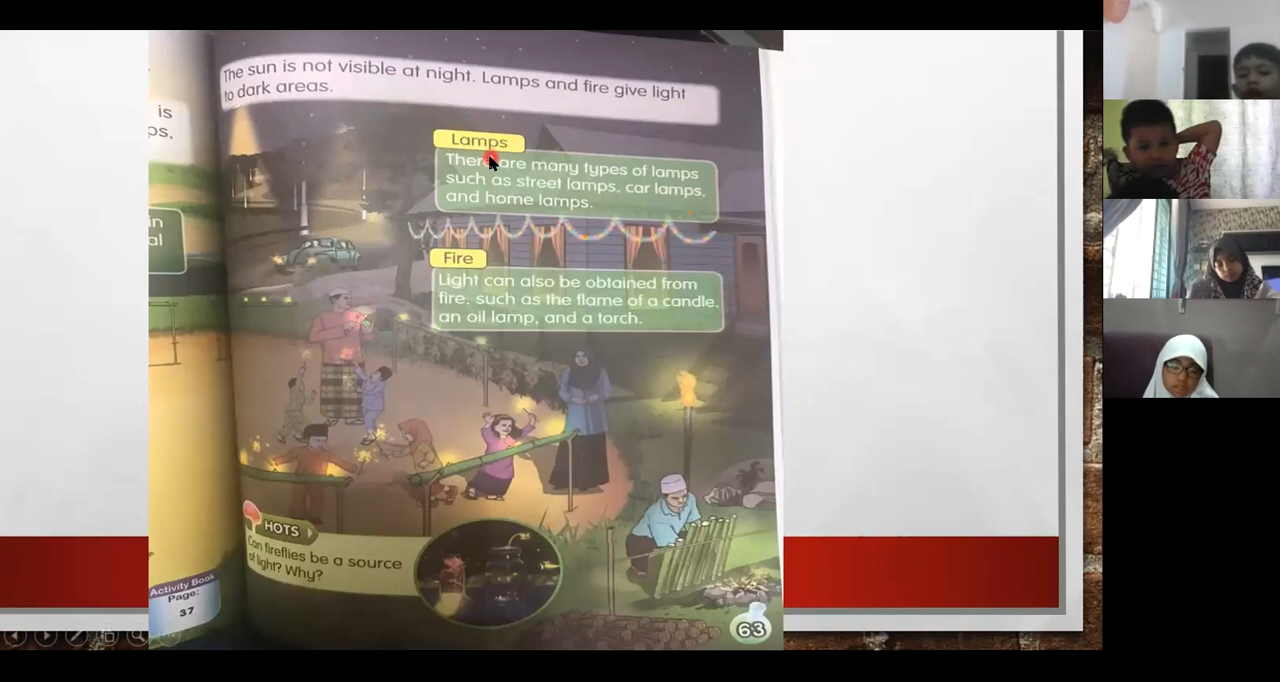 is
ps,
in
al
Activity Book
Page:
37
The sun is not visible at night. Lamps and fire give light
to dark areas.
Lamps
There are many types of lamps
such as street lamps, car lamps,
and home lamps.
Fire
Light can also be obtained from
fire, such as the flame of a candle,
an oil lamp, and a torch.
HOTS
Can fireflies be a source
of light? Why?
63